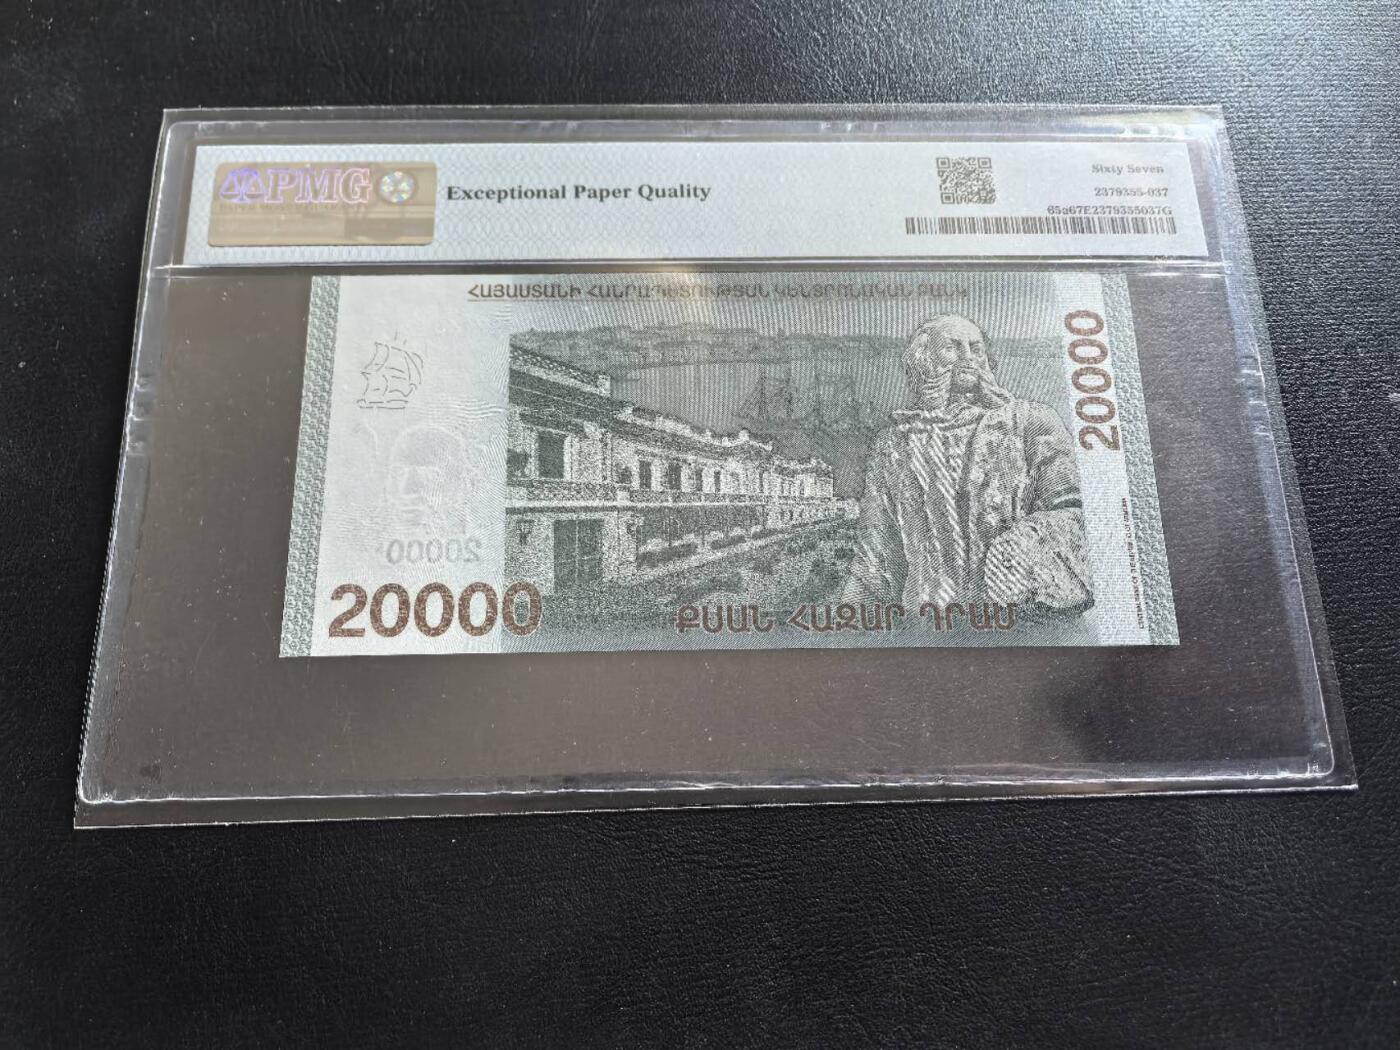 PMG
Exceptional Paper Quality
Sixty Seven
2379355-037
65a67E2379355037G
ՀԱՅԱՍՏԱՆԻ ՀԱՆՐԱՊԵՏՈՒԹՅԱՆ ԿԵՆՏՐՈՆԱԿԱՆ ԲԱՆԿ
20000
20000
20000
ՔՍԱՆ ՀԱԶԱՐ ԴՐԱՄ